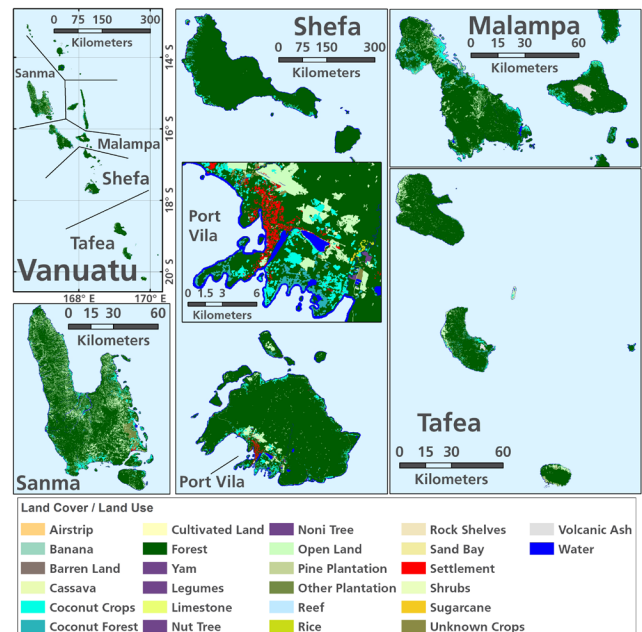 0 75 150 300
Kilometers
14° S
Sanma
16° S
Malampa
Shefa
18° S
Tafea
Vanuatu
20° S
168° E 170° E
Shefa
0 75 150 300
Kilometers
Malampa
0 15 30 60
Kilometers
Port
Vila
0 1.5 3 6
Kilometers
0 15 30 60
Kilometers
Sanma
Port Vila
Tafea
0 15 30 60
Kilometers
Land Cover / Land Use
Airstrip Cultivated Land Noni Tree Rock Shelves Volcanic Ash
Banana Forest Open Land Sand Bay Water
Barren Land Yam Pine Plantation Settlement
Cassava Legumes Other Plantation Shrubs
Coconut Crops Limestone Reef Sugarcane
Coconut Forest Nut Tree Rice Unknown Crops